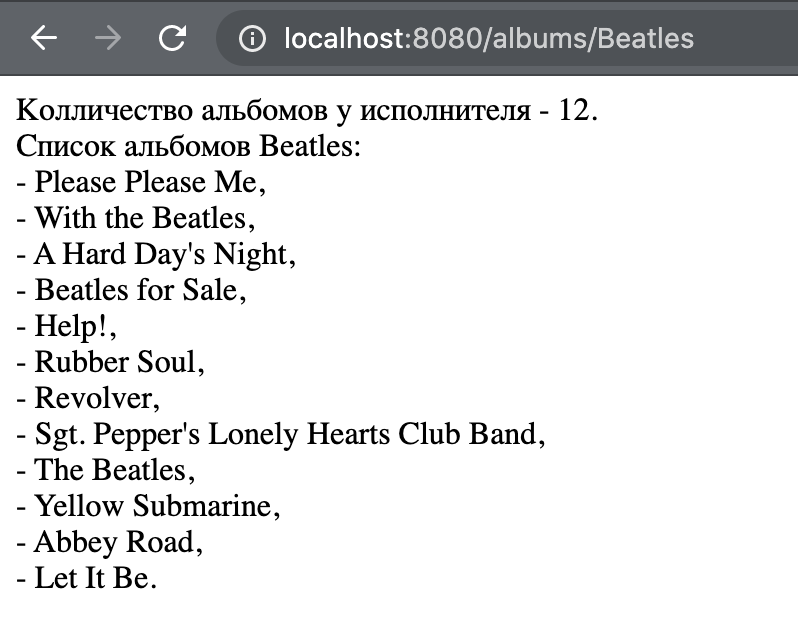 localhost:8080/albums/Beatles
Колличество альбомов у исполнителя - 12.
Список альбомов Beatles:
- Please Please Me,
- With the Beatles,
- A Hard Day's Night,
- Beatles for Sale,
- Help!,
- Rubber Soul,
- Revolver,
- Sgt. Pepper's Lonely Hearts Club Band,
- The Beatles,
- Yellow Submarine,
- Abbey Road,
- Let It Be.